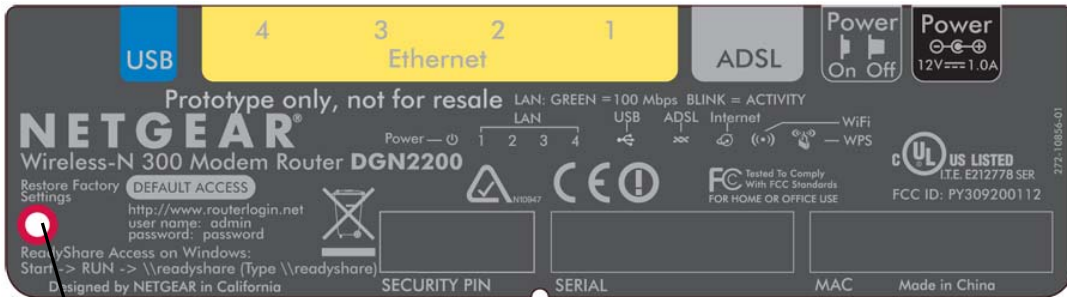 USB
4 3 2 1
Ethernet
ADSL
Power
On Off
Power
12V 1.0A
Prototype only, not for resale
LAN: GREEN = 100 Mbps BLINK = ACTIVITY
NETGEAR®
Power
LAN
1 2 3 4
USB
ADSL
Internet
WiFi
WPS
Wireless-N 300 Modem Router DGN2200
Restore Factory
Settings
DEFAULT ACCESS
http://www.routerlogin.net
user name: admin
password: password
ReadyShare Access on Windows:
Start -> RUN -> \\readyshare (Type \\readyshare)
Designed by NETGEAR in California
N10947
CE
FC Tested To Comply
With FCC Standards
FOR HOME OR OFFICE USE
C UL US LISTED
I.T.E. E212778 SER
FCC ID: PY309200112
272-10856-01
SECURITY PIN
SERIAL
MAC
Made in China